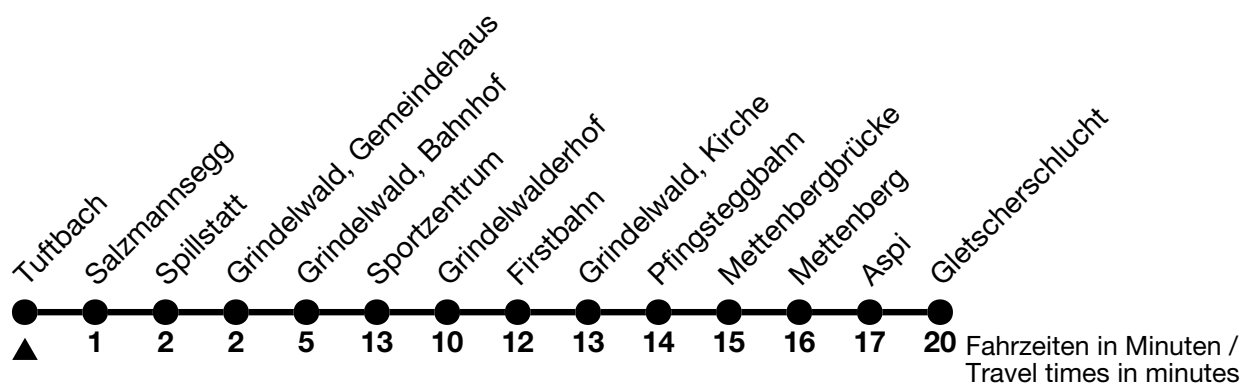 Tuftbach
Salzmannsegg
Spillstatt
Grindelwald, Gemeindehaus
Grindelwald, Bahnhof
Sportzentrum
Grindelwalderhof
Firstbahn
Grindelwald, Kirche
Pfingsteggbahn
Mettenbergbrücke
Mettenberg
Aspi
Gletscherschlucht
1 2 2 5 13 10 12 13 14 15 16 17 20
Fahrzeiten in Minuten /
Travel times in minutes